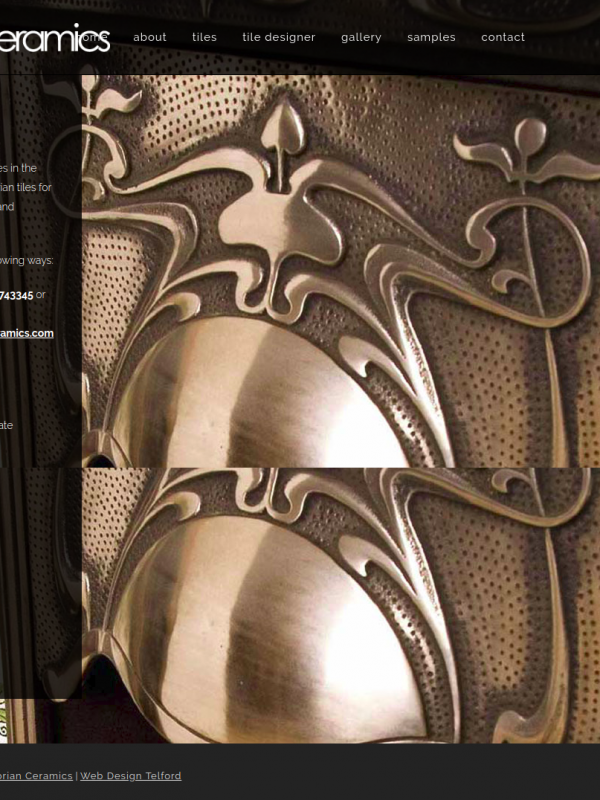 eramics
home about tiles tile designer gallery samples contact
es in the
ian tiles for
and
owing ways:
743345 or
ramics.com
ate
orian Ceramics | Web Design Telford